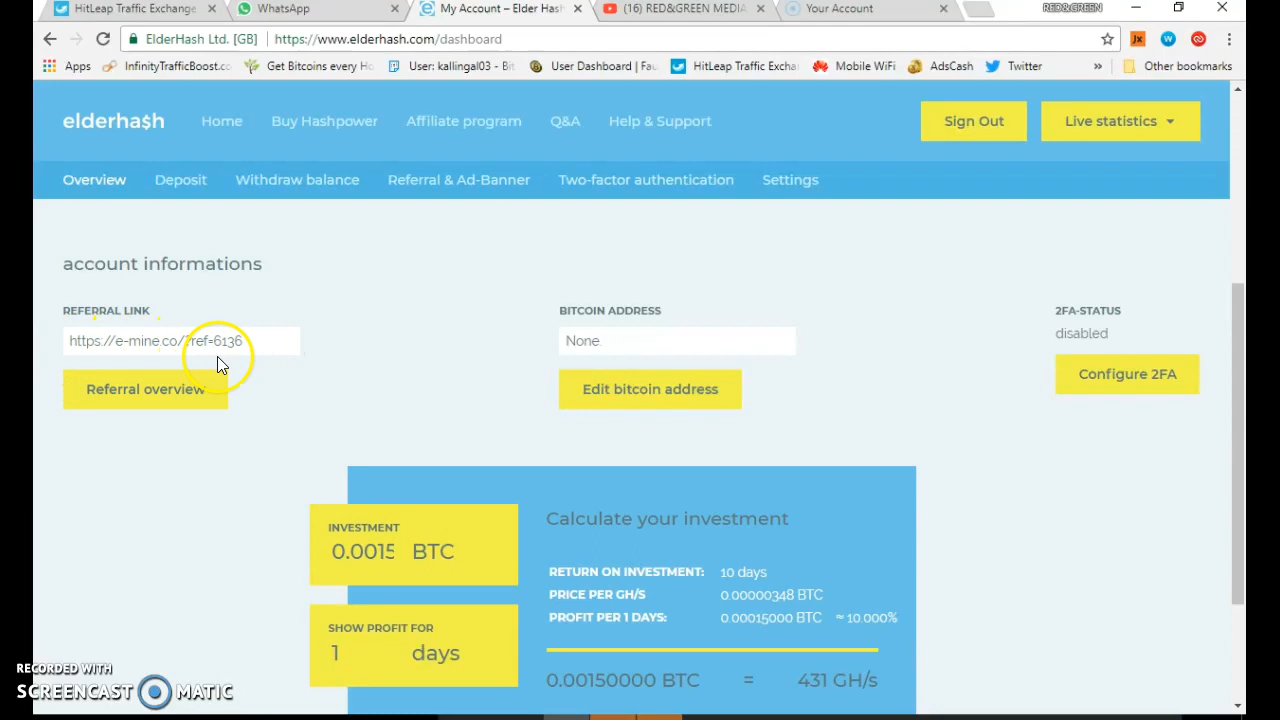 HitLeap Traffic Exchange
WhatsApp
My Account – Elder Has
(16) RED&GREEN MEDIA
Your Account
RED&GREEN
ElderHash Ltd. [GB]
https://www.elderhash.com/dashboard
Apps
InfinityTrafficBoost.co
Get Bitcoins every Ho
User: kallingal03 - Bit
User Dashboard | Fau
HitLeap Traffic Excha
Mobile WiFi
AdsCash
Twitter
»
Other bookmarks
elderha$h
Home
Buy Hashpower
Affiliate program
Q&A
Help & Support
Sign Out
Live statistics
Overview
Deposit
Withdraw balance
Referral & Ad-Banner
Two-factor authentication
Settings
account informations
REFERRAL LINK
https://e-mine.co/?ref=6136
Referral overview
BITCOIN ADDRESS
None
Edit bitcoin address
2FA-STATUS
disabled
Configure 2FA
INVESTMENT
0.0015 BTC
SHOW PROFIT FOR
1 days
Calculate your investment
RETURN ON INVESTMENT: 10 days
PRICE PER GH/S 0.00000348 BTC
PROFIT PER 1 DAYS: 0.00015000 BTC ≈ 10.000%
0.00150000 BTC = 431 GH/s
RECORDED WITH
SCREENCAST MATIC